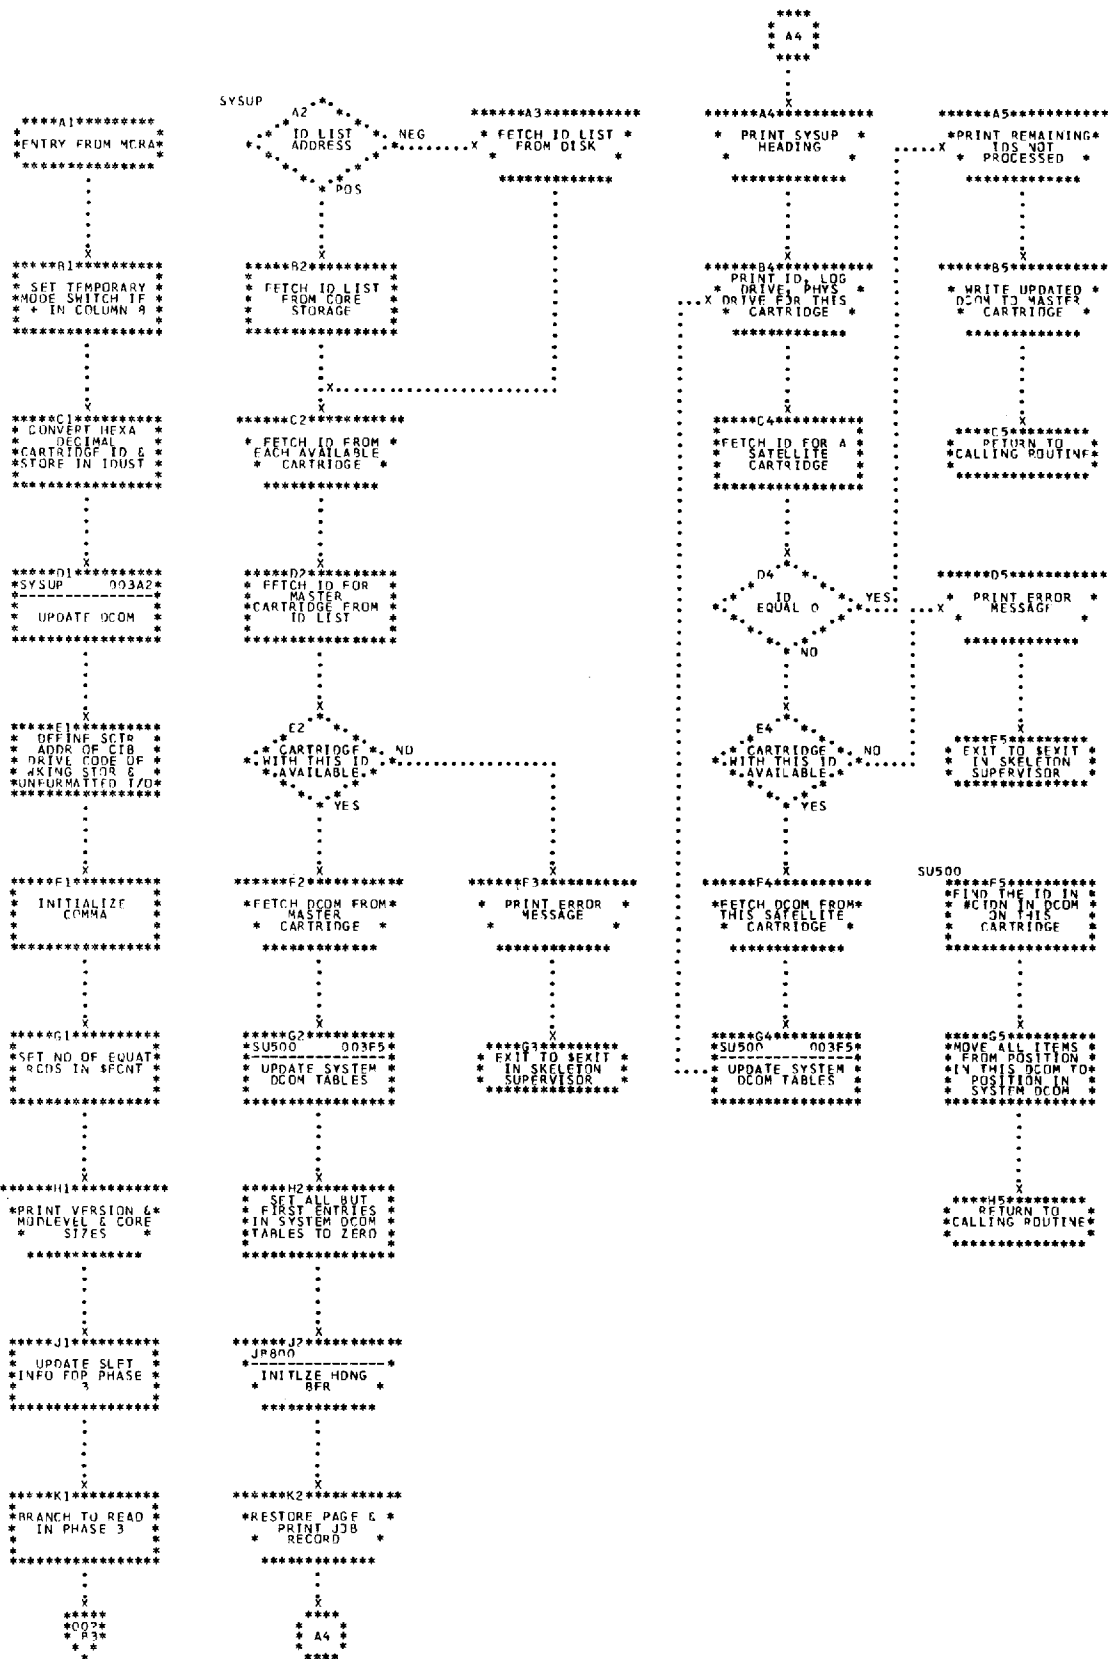 A1
ENTRY FROM MCRA
B1
SET TEMPORARY
MODE SWITCH IF
+ IN COLUMN 8
C1
CONVERT HEXA
DECIMAL
CARTRIDGE ID &
STORE IN IDUST
D1
SYSUP 003A2
UPDATE DCOM
E1
DEFINE SCTR
ADDR OF CIB
DRIVE CODE OF
WKING STOR &
UNFURMATTED I/O
F1
INITIALIZE
COMMA
G1
SET NO OF EQUAT
RCDS IN $ECNT
H1
PRINT VERSION &
MODLEVEL & CORE
SIZES
J1
UPDATE SLET
INFO FOR PHASE
3
K1
BRANCH TO READ
IN PHASE 3
002
B3
SYSUP
A2
ID LIST
ADDRESS
NEG
POS
B2
FETCH ID LIST
FROM CORE
STORAGE
C2
FETCH ID FROM
EACH AVAILABLE
CARTRIDGE
D2
FETCH ID FOR
MASTER
CARTRIDGE FROM
ID LIST
E2
CARTRIDGE
WITH THIS ID
AVAILABLE
NO
YES
F2
FETCH DCOM FROM
MASTER
CARTRIDGE
G2
SU500 003F5
UPDATE SYSTEM
DCOM TABLES
H2
SET ALL BUT
FIRST ENTRIES
IN SYSTEM DCOM
TABLES TO ZERO
J2
JR800
INITLZE HDNG
BFR
K2
RESTORE PAGE &
PRINT JOB
RECORD
A4
A3
FETCH ID LIST
FROM DISK
F3
PRINT ERROR
MESSAGE
G3
EXIT TO $EXIT
IN SKELETON
SUPERVISOR
A4
A4
PRINT SYSUP
HEADING
B4
PRINT ID, LOG
DRIVE, PHYS
DRIVE FOR THIS
CARTRIDGE
C4
FETCH ID FOR A
SATELLITE
CARTRIDGE
D4
ID
EQUAL 0
YES
NO
E4
CARTRIDGE
WITH THIS ID
AVAILABLE
NO
YES
F4
FETCH DCOM FROM
THIS SATELLITE
CARTRIDGE
G4
SU500 003F5
UPDATE SYSTEM
DCOM TABLES
A5
PRINT REMAINING
IDS NOT
PROCESSED
B5
WRITE UPDATED
DCOM TO MASTER
CARTRIDGE
C5
RETURN TO
CALLING ROUTINE
D5
PRINT ERROR
MESSAGE
E5
EXIT TO $EXIT
IN SKELETON
SUPERVISOR
SU500
F5
FIND THE ID IN
#CIDN IN DCOM
ON THIS
CARTRIDGE
G5
MOVE ALL ITEMS
FROM POSITION
IN THIS DCOM TO
POSITION IN
SYSTEM DCOM
H5
RETURN TO
CALLING ROUTINE